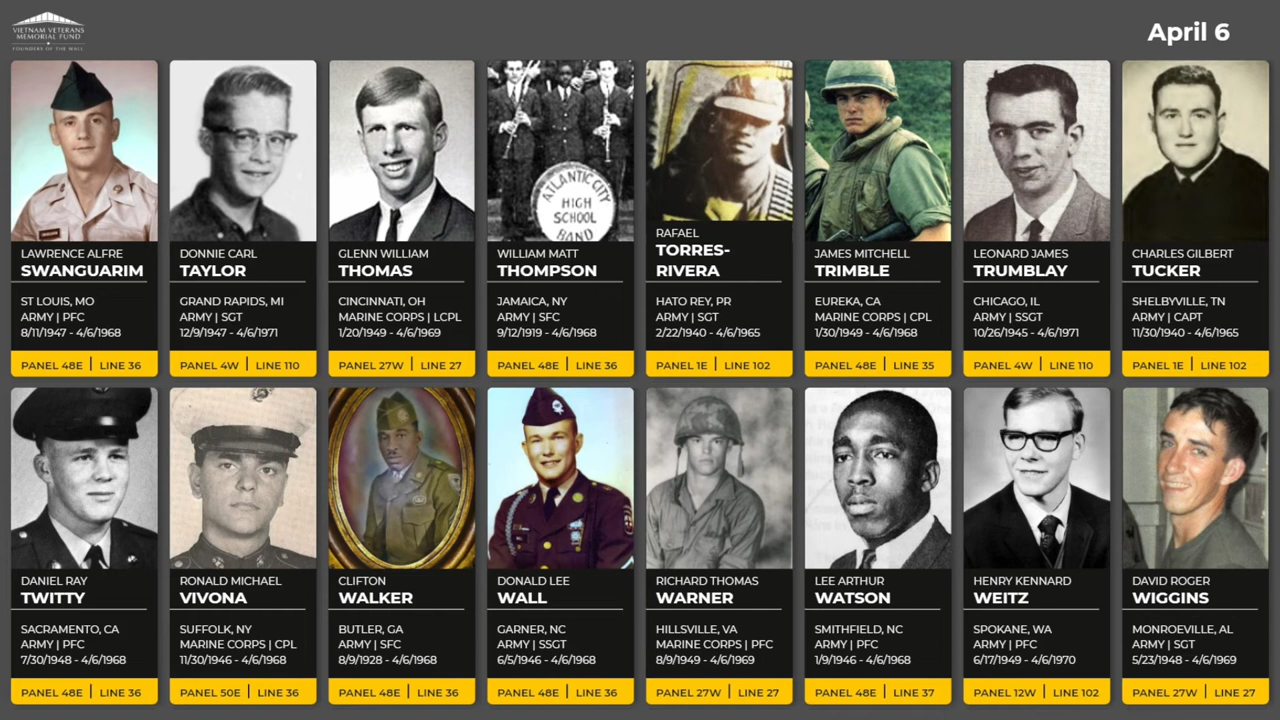 VIETNAM VETERANS
MEMORIAL FUND
FOUNDERS OF THE WALL
April 6
LAWRENCE ALFRE
SWANGUARIM
ST LOUIS, MO
ARMY | PFC
8/11/1947 - 4/6/1968
PANEL 48E | LINE 36
DONNIE CARL
TAYLOR
GRAND RAPIDS, MI
ARMY | SGT
12/9/1947 - 4/6/1971
PANEL 4W | LINE 110
GLENN WILLIAM
THOMAS
CINCINNATI, OH
MARINE CORPS | LCPL
1/20/1949 - 4/6/1969
PANEL 27W | LINE 27
ATLANTIC CITY
HIGH
SCHOOL
BAND
WILLIAM MATT
THOMPSON
JAMAICA, NY
ARMY | SFC
9/12/1919 - 4/6/1968
PANEL 48E | LINE 36
RAFAEL
TORRES-
RIVERA
HATO REY, PR
ARMY | SGT
2/22/1940 - 4/6/1965
PANEL 1E | LINE 102
JAMES MITCHELL
TRIMBLE
EUREKA, CA
MARINE CORPS | CPL
1/30/1949 - 4/6/1968
PANEL 48E | LINE 35
LEONARD JAMES
TRUMBLAY
CHICAGO, IL
ARMY | SSGT
10/26/1945 - 4/6/1971
PANEL 4W | LINE 110
CHARLES GILBERT
TUCKER
SHELBYVILLE, TN
ARMY | CAPT
11/30/1940 - 4/6/1965
PANEL 1E | LINE 102
DANIEL RAY
TWITTY
SACRAMENTO, CA
ARMY | PFC
7/30/1948 - 4/6/1968
PANEL 48E | LINE 36
RONALD MICHAEL
VIVONA
SUFFOLK, NY
MARINE CORPS | CPL
11/30/1946 - 4/6/1968
PANEL 50E | LINE 36
CLIFTON
WALKER
BUTLER, GA
ARMY | SFC
8/9/1928 - 4/6/1968
PANEL 48E | LINE 36
DONALD LEE
WALL
GARNER, NC
ARMY | SSGT
6/5/1946 - 4/6/1968
PANEL 48E | LINE 36
RICHARD THOMAS
WARNER
HILLSVILLE, VA
MARINE CORPS | PFC
8/9/1949 - 4/6/1969
PANEL 27W | LINE 27
LEE ARTHUR
WATSON
SMITHFIELD, NC
ARMY | PFC
1/9/1946 - 4/6/1968
PANEL 48E | LINE 37
HENRY KENNARD
WEITZ
SPOKANE, WA
ARMY | PFC
6/17/1949 - 4/6/1970
PANEL 12W | LINE 102
DAVID ROGER
WIGGINS
MONROEVILLE, AL
ARMY | SGT
5/23/1948 - 4/6/1969
PANEL 27W | LINE 27